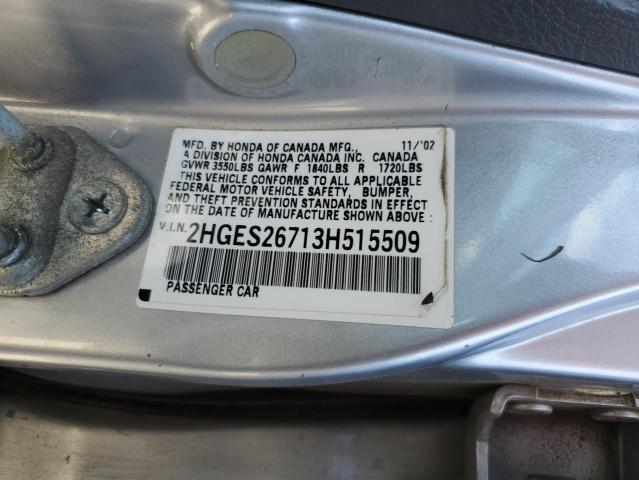 MFD. BY HONDA OF CANADA MFG., 11/'02
A DIVISION OF HONDA CANADA INC. CANADA
GVWR 3550LBS GAWR F 1840LBS R 1720LBS
THIS VEHICLE CONFORMS TO ALL APPLICABLE
FEDERAL MOTOR VEHICLE SAFETY, BUMPER,
AND THEFT PREVENTION STANDARDS IN EFFECT
ON THE DATE OF MANUFACTURE SHOWN ABOVE:
V.I.N. 2HGES26713H515509
PASSENGER CAR